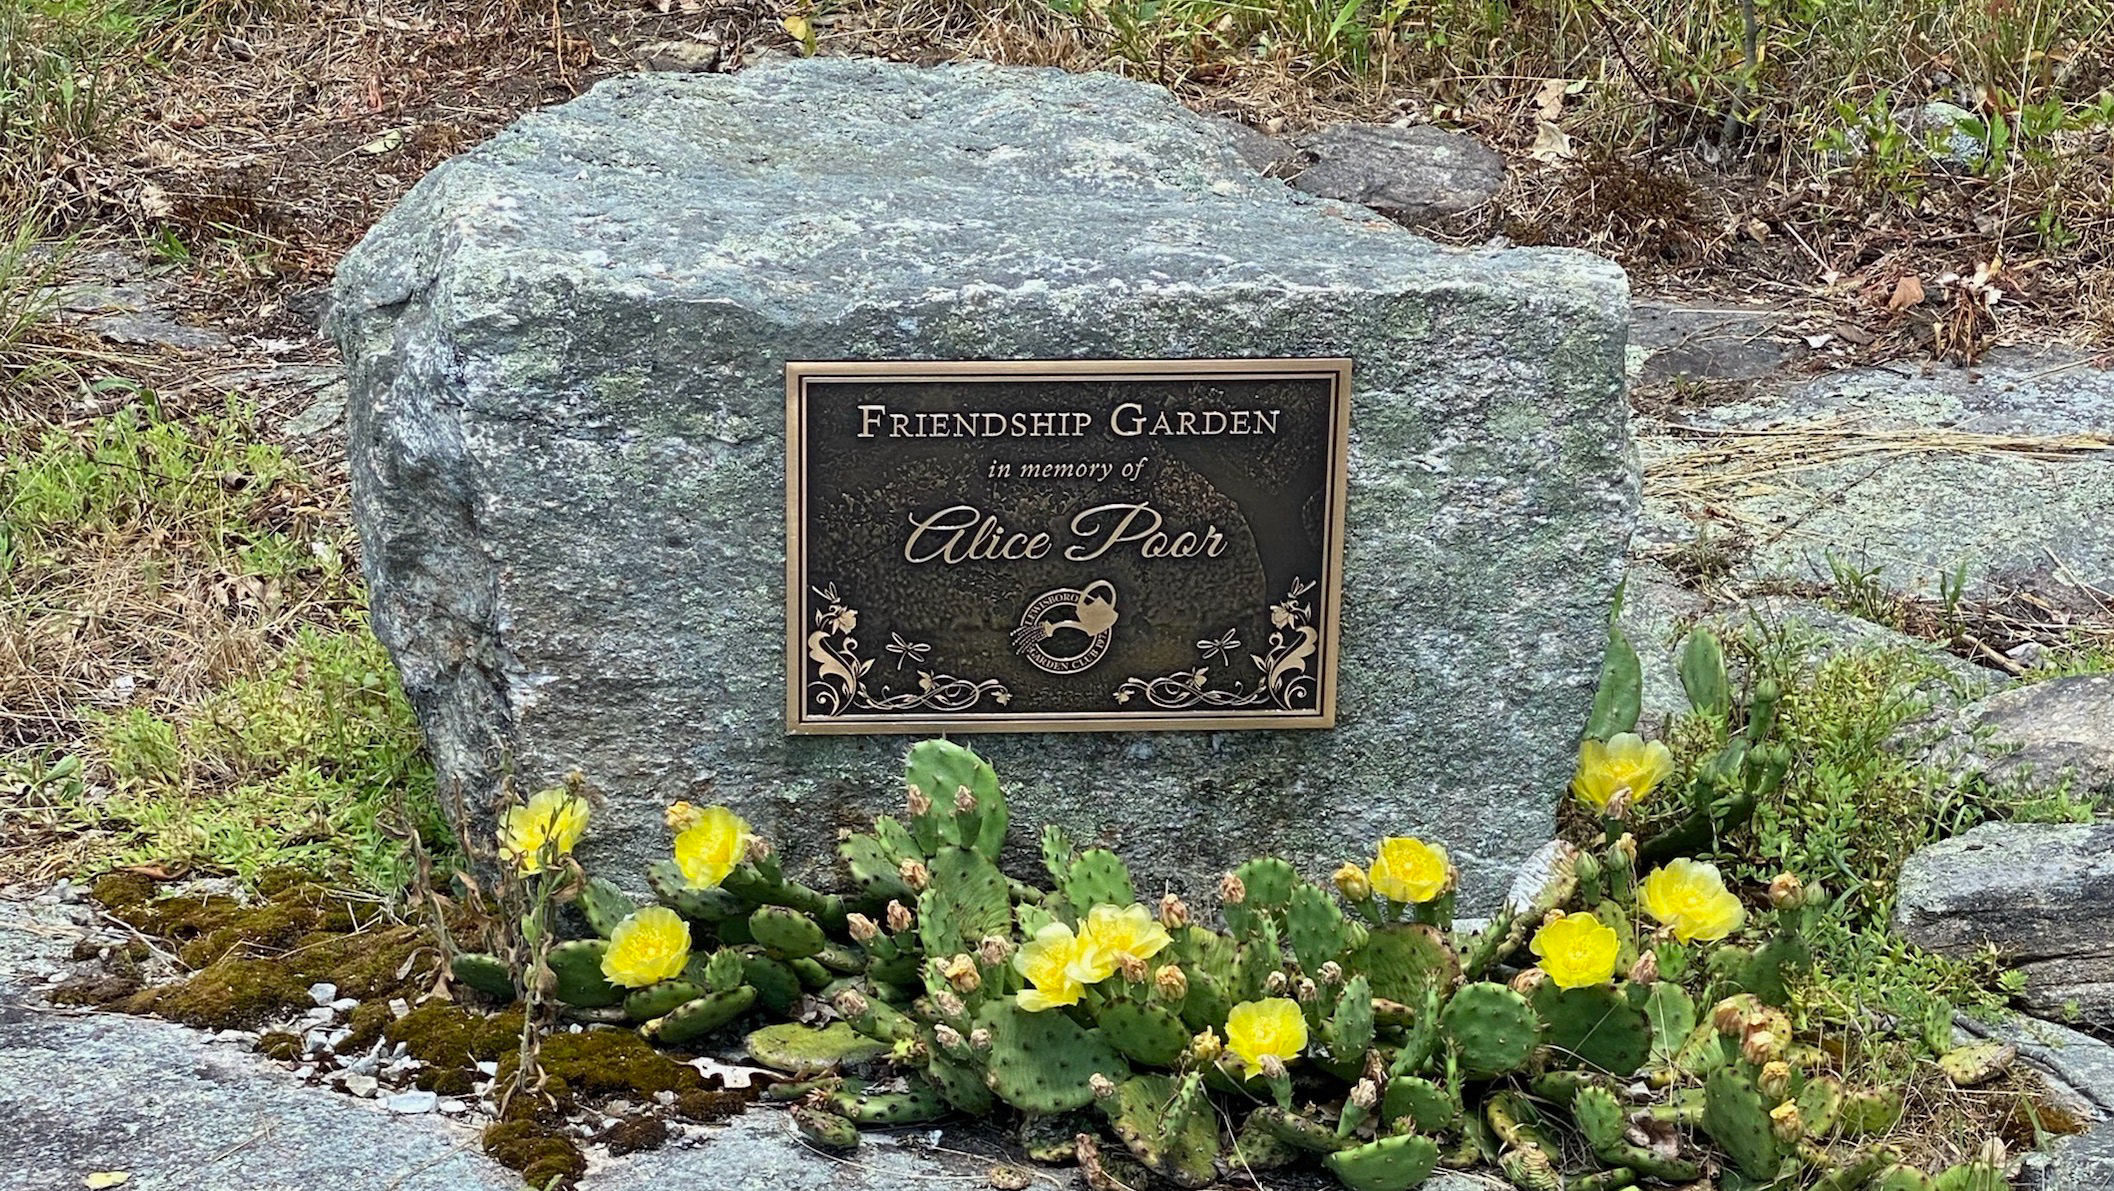 FRIENDSHIP GARDEN
in memory of
Alice Poor
LEWISBORO
GARDEN CLUB